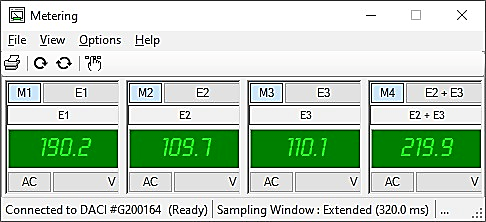 Metering
File View Options Help
M1 E1 M2 E2 M3 E3 M4 E2 + E3
E1 E2 E3 E2 + E3
190.2 109.7 110.1 219.9
AC V AC V AC V AC V
Connected to DACI #G200164 (Ready) Sampling Window : Extended (320.0 ms) ...